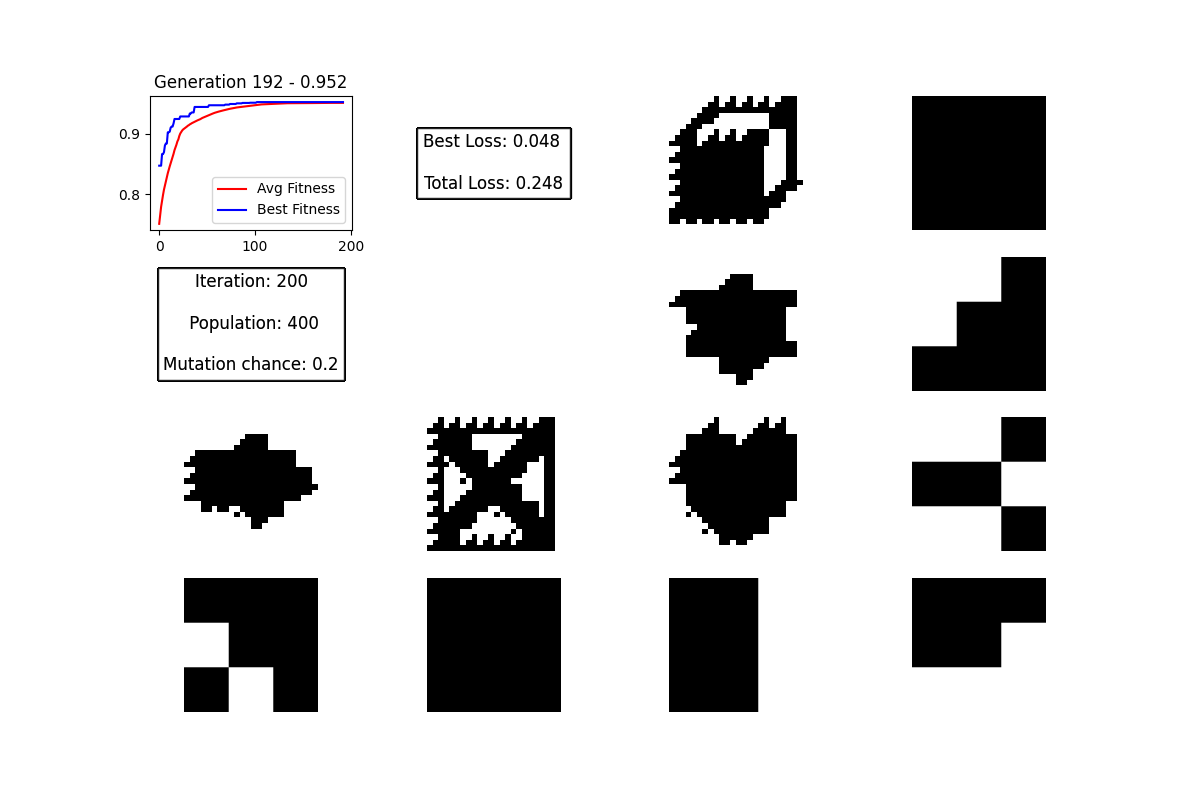 Generation 192 - 0.952
0.9
0.8
Avg Fitness
Best Fitness
0
100
200
Best Loss: 0.048
Total Loss: 0.248
Iteration: 200
Population: 400
Mutation chance: 0.2